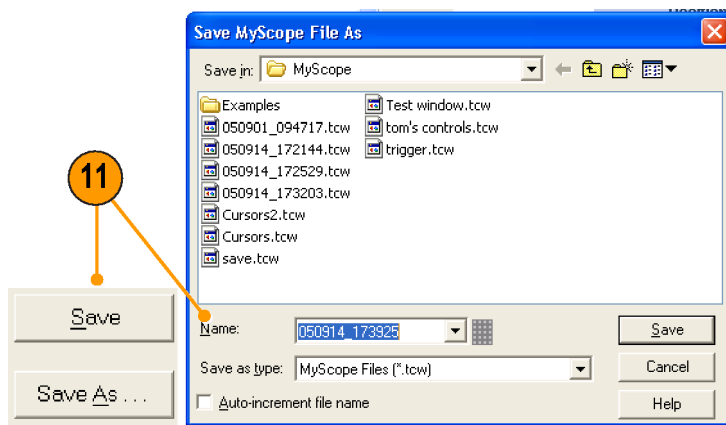 Save MyScope File As
Save in: MyScope
Examples
050901_094717.tcw
050914_172144.tcw
050914_172529.tcw
050914_173203.tcw
Cursors2.tcw
Cursors.tcw
save.tcw
Test window.tcw
tom's controls.tcw
trigger.tcw
11
Save
Save As . . .
Name: 050914_173925
Save
Save as type: MyScope Files (*.tcw)
Cancel
Auto-increment file name
Help